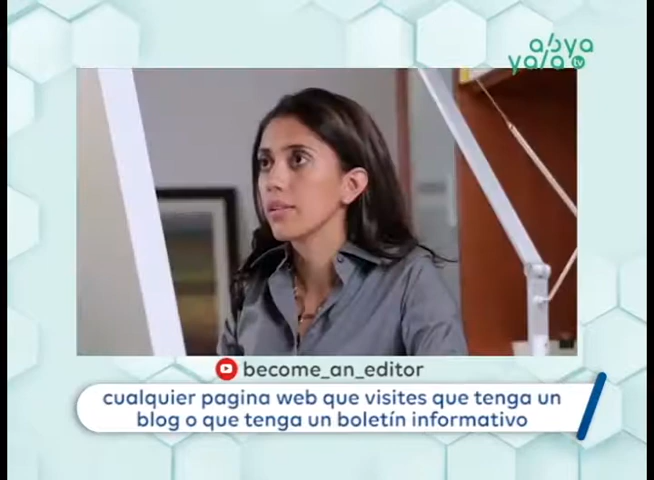 abya
yala tv
become_an_editor
cualquier pagina web que visites que tenga un
blog o que tenga un boletín informativo